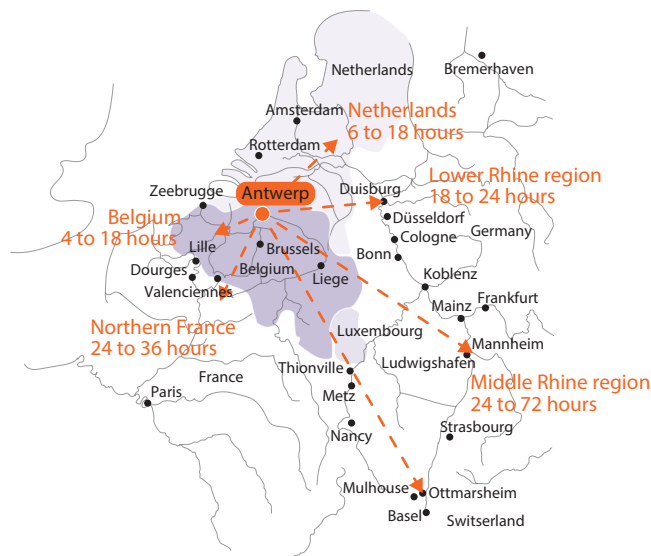 Netherlands
Bremerhaven
Amsterdam
Netherlands
6 to 18 hours
Rotterdam
Zeebrugge
Antwerp
Duisburg
Lower Rhine region
18 to 24 hours
Belgium
4 to 18 hours
Düsseldorf
Cologne
Germany
Lille
Brussels
Bonn
Dourges
Belgium
Liege
Koblenz
Valenciennes
Mainz
Frankfurt
Northern France
24 to 36 hours
Luxembourg
Mannheim
Ludwigshafen
Thionville
France
Middle Rhine region
24 to 72 hours
Paris
Metz
Nancy
Strasbourg
Mulhouse
Ottmarsheim
Basel
Switserland